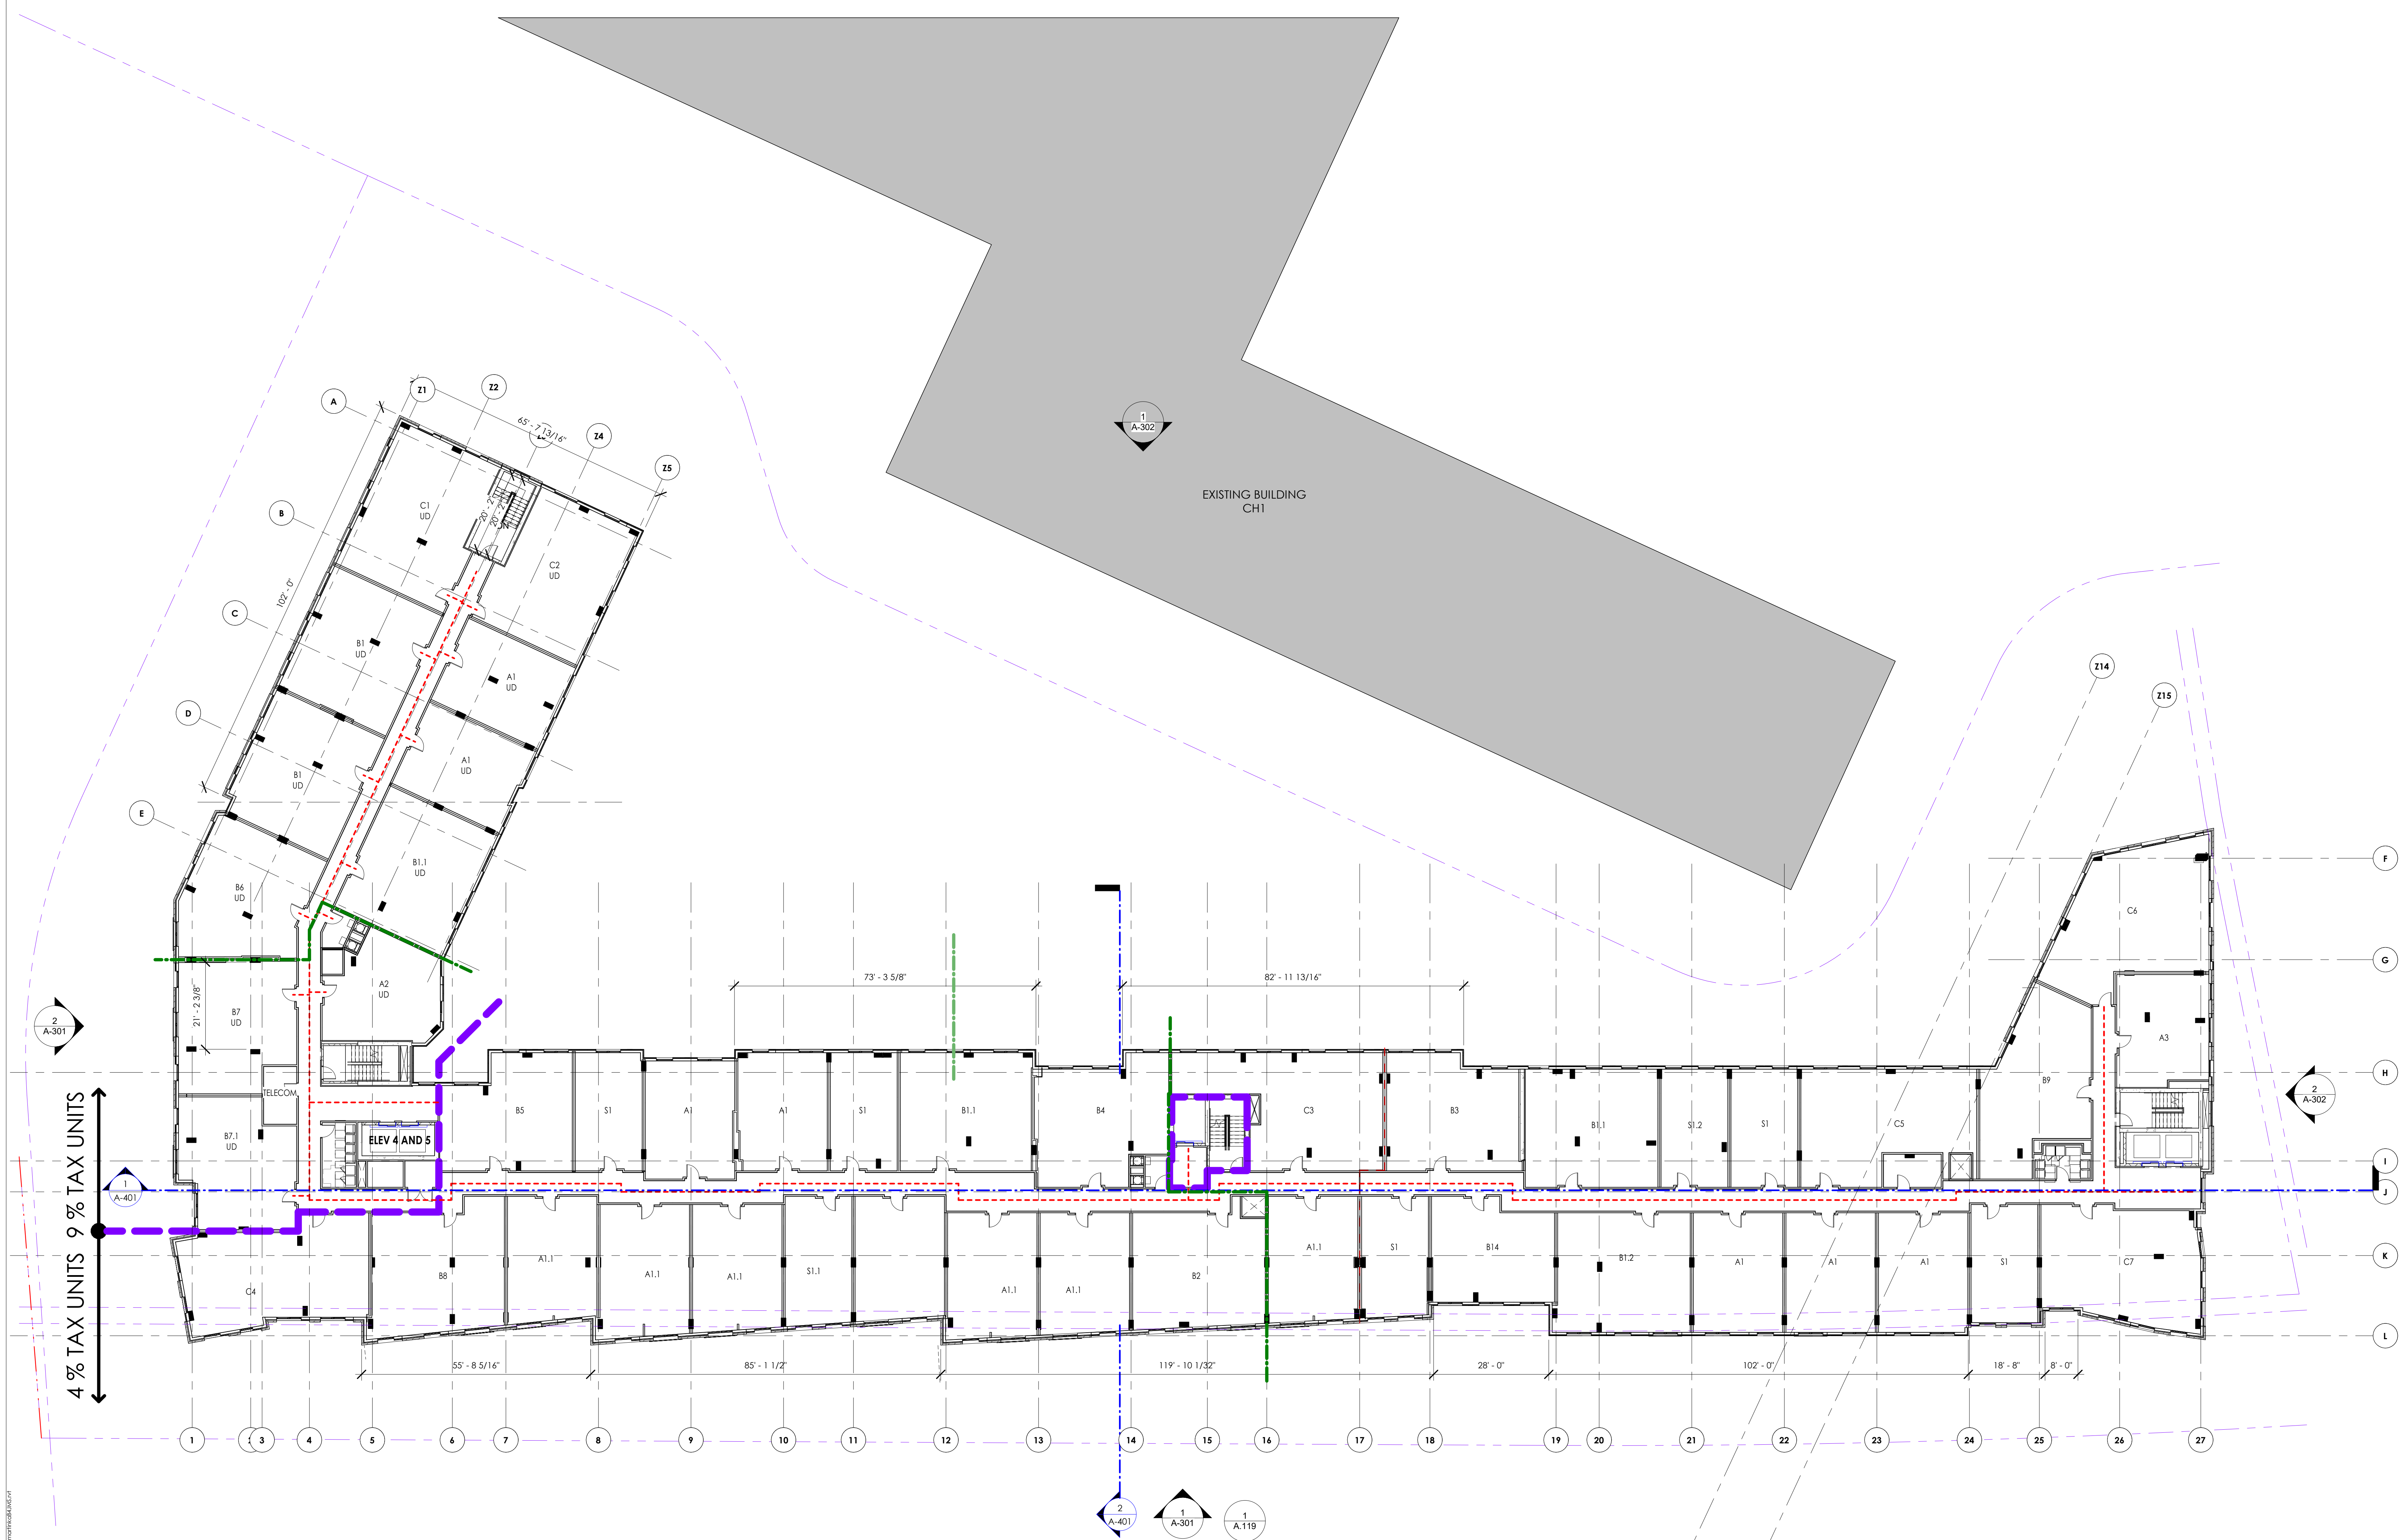 1
A-302
EXISTING BUILDING
CH1
A
Z1
Z2
65' - 7 13/16"
Z4
Z5
B
C1
UD
20' - 2"
20' - 2"
C2
UD
102' - 0"
C
B1
UD
A1
UD
Z14
Z15
D
B1
UD
A1
UD
E
B1.1
UD
B6
UD
F
C6
G
A2
UD
21' - 2 3/8"
B7
UD
73' - 3 5/8"
82' - 11 13/16"
2
A-301
A3
H
B9
TELECOM
2
A-302
B5
S1
A1
A1
S1
B1.1
B4
C3
B3
B1.1
S1.2
S1
C5
B7.1
UD
ELEV 4 AND 5
I
1
A-401
J
9 % TAX UNITS
4 % TAX UNITS
C4
B8
A1.1
A1.1
A1.1
S1.1
A1.1
A1.1
B2
A1.1
S1
B14
B1.2
A1
A1
A1
S1
C7
K
L
55' - 8 5/16"
85' - 1 1/2"
119' - 10 1/32"
28' - 0"
102' - 0"
18' - 8"
8' - 0"
1
3
4
5
6
7
8
9
10
11
12
13
14
15
16
17
18
19
20
21
22
23
24
25
26
27
2
A-401
1
A-301
1
A.119